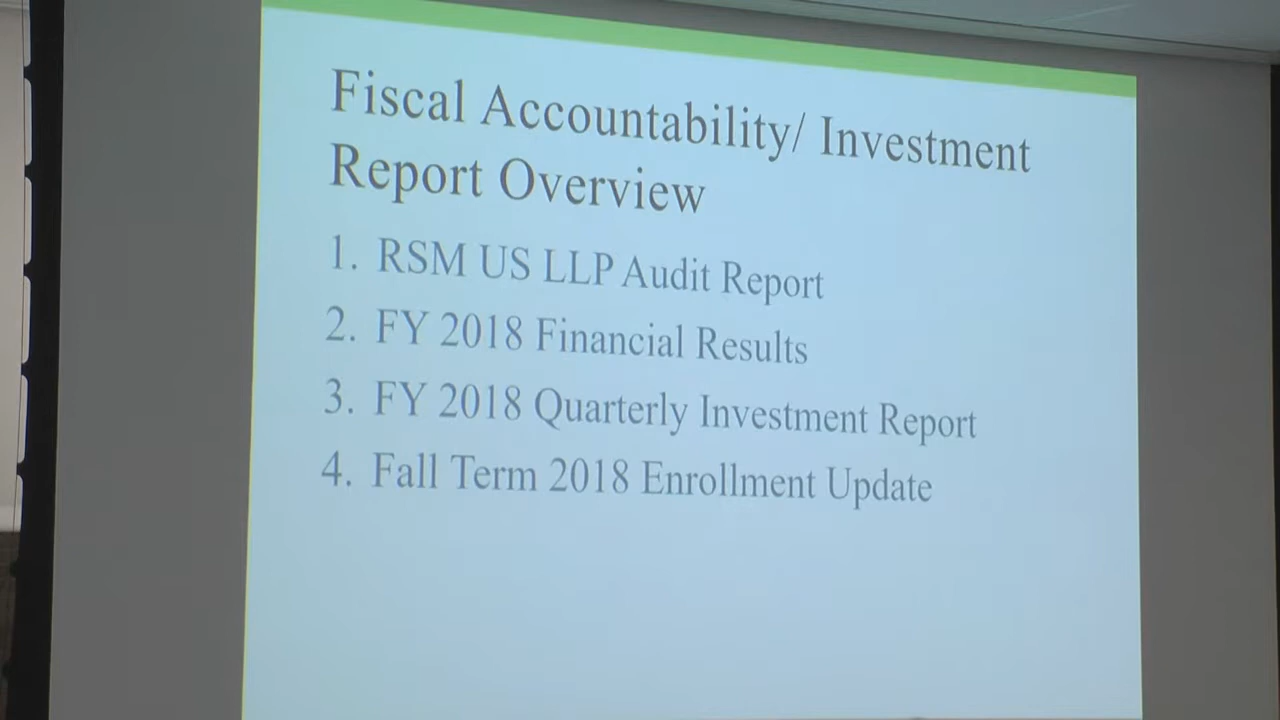 Fiscal Accountability/ Investment
Report Overview
1. RSM US LLP Audit Report
2. FY 2018 Financial Results
3. FY 2018 Quarterly Investment Report
4. Fall Term 2018 Enrollment Update